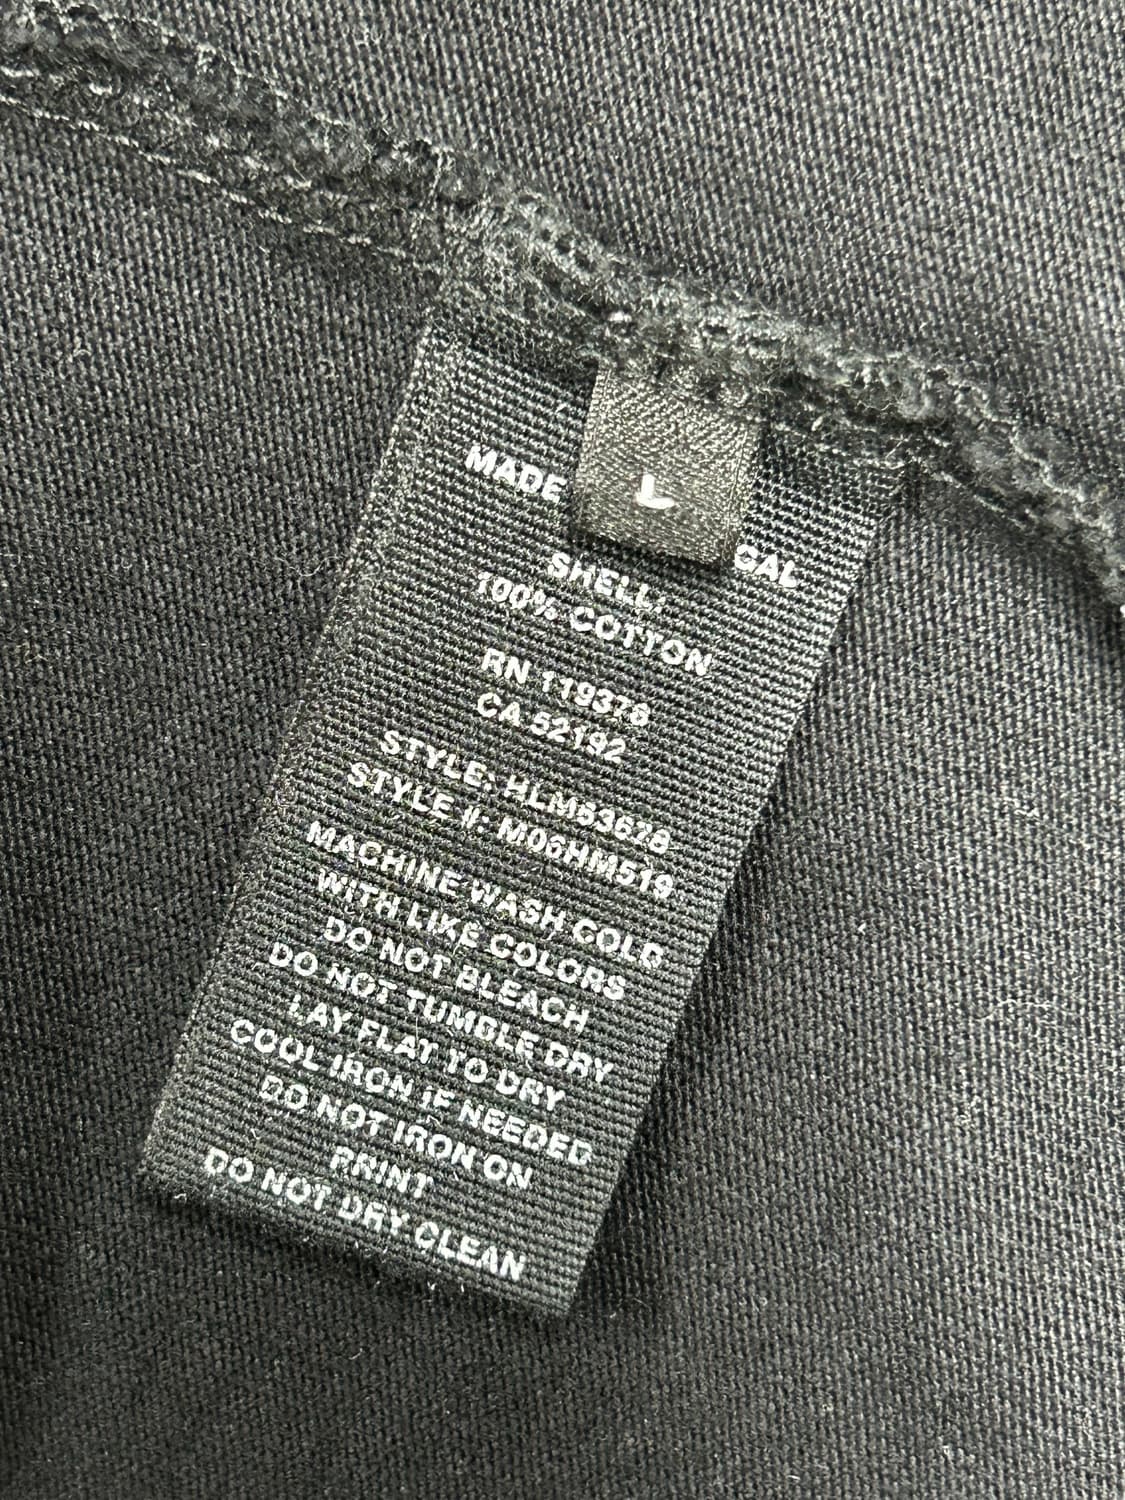 L
MADE
GAL
SHELL:
100% COTTON
RN 119378
CA 52192
STYLE: HLM53628
STYLE #: M06HM519
MACHINE WASH COLD
WITH LIKE COLORS
DO NOT BLEACH
DO NOT TUMBLE DRY
LAY FLAT TO DRY
COOL IRON IF NEEDED
DO NOT IRON ON
PRINT
DO NOT DRY CLEAN